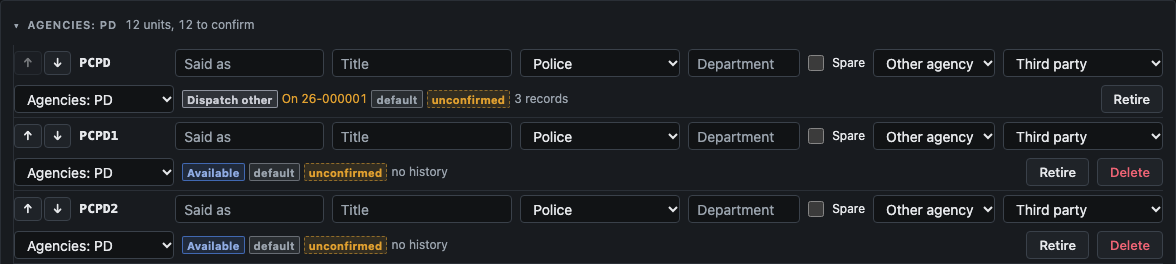 ▾ AGENCIES: PD 12 units, 12 to confirm
↑ ↓ PCPD Said as Title Police Department Spare Other agency Third party
Agencies: PD Dispatch other On 26-000001 default unconfirmed 3 records Retire
↑ ↓ PCPD1 Said as Title Police Department Spare Other agency Third party
Agencies: PD Available default unconfirmed no history Retire Delete
↑ ↓ PCPD2 Said as Title Police Department Spare Other agency Third party
Agencies: PD Available default unconfirmed no history Retire Delete